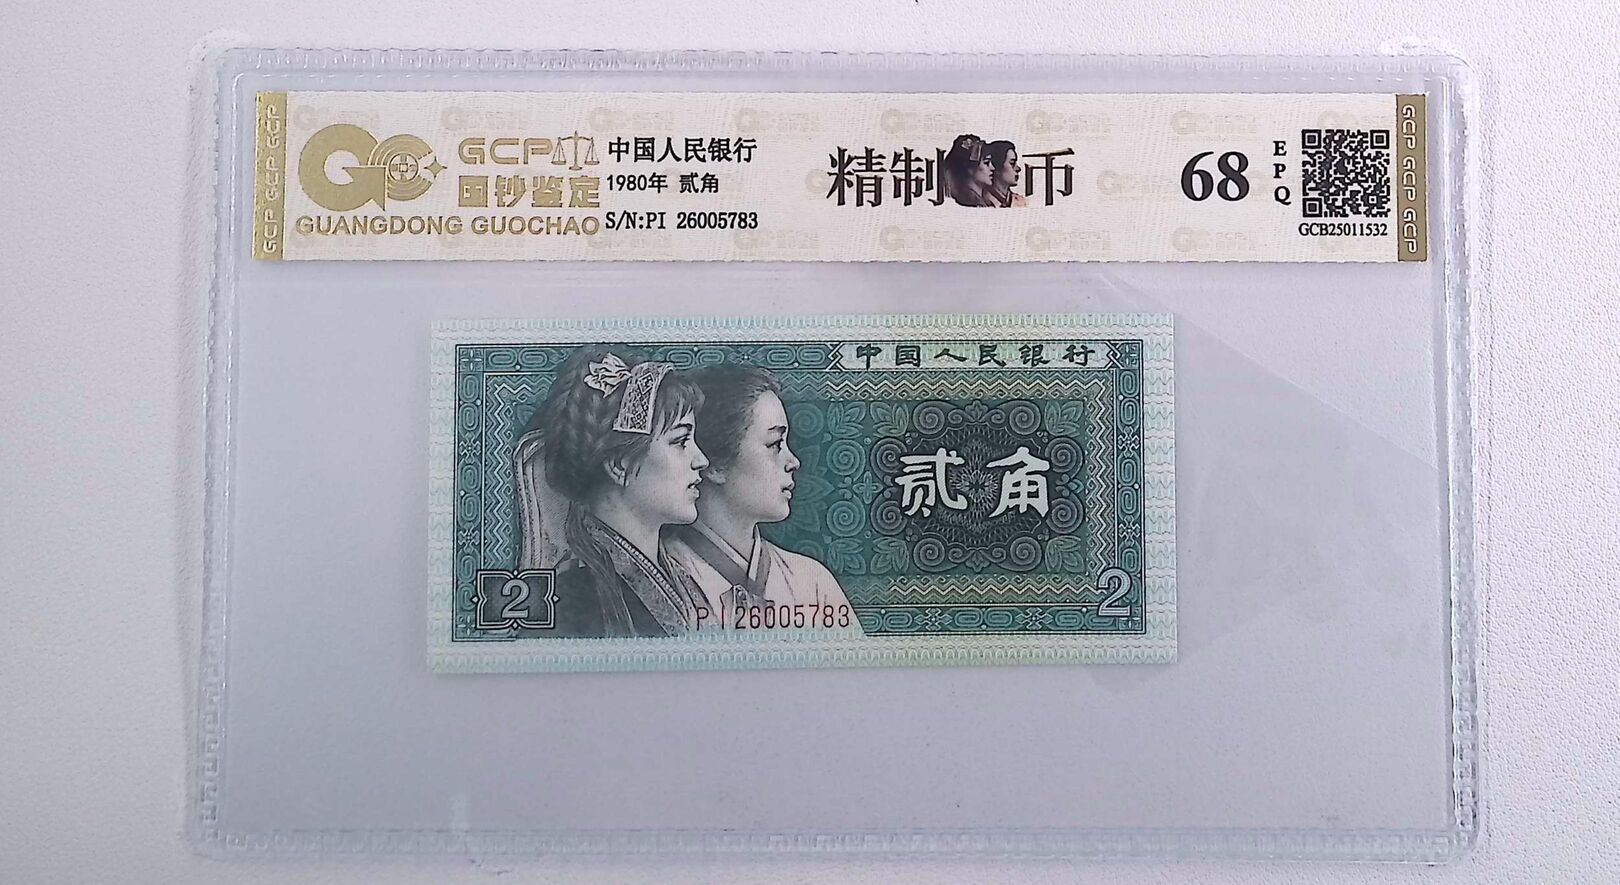 GCP GCP GCP
GCP
国钞鉴定
GUANGDONG GUOCHAO
中国人民银行
1980年 贰角
S/N:PI 26005783
精制币
68
EPQ
GCB25011532
GCP GCP GCP
中国人民银行
贰角
2
2
PI26005783